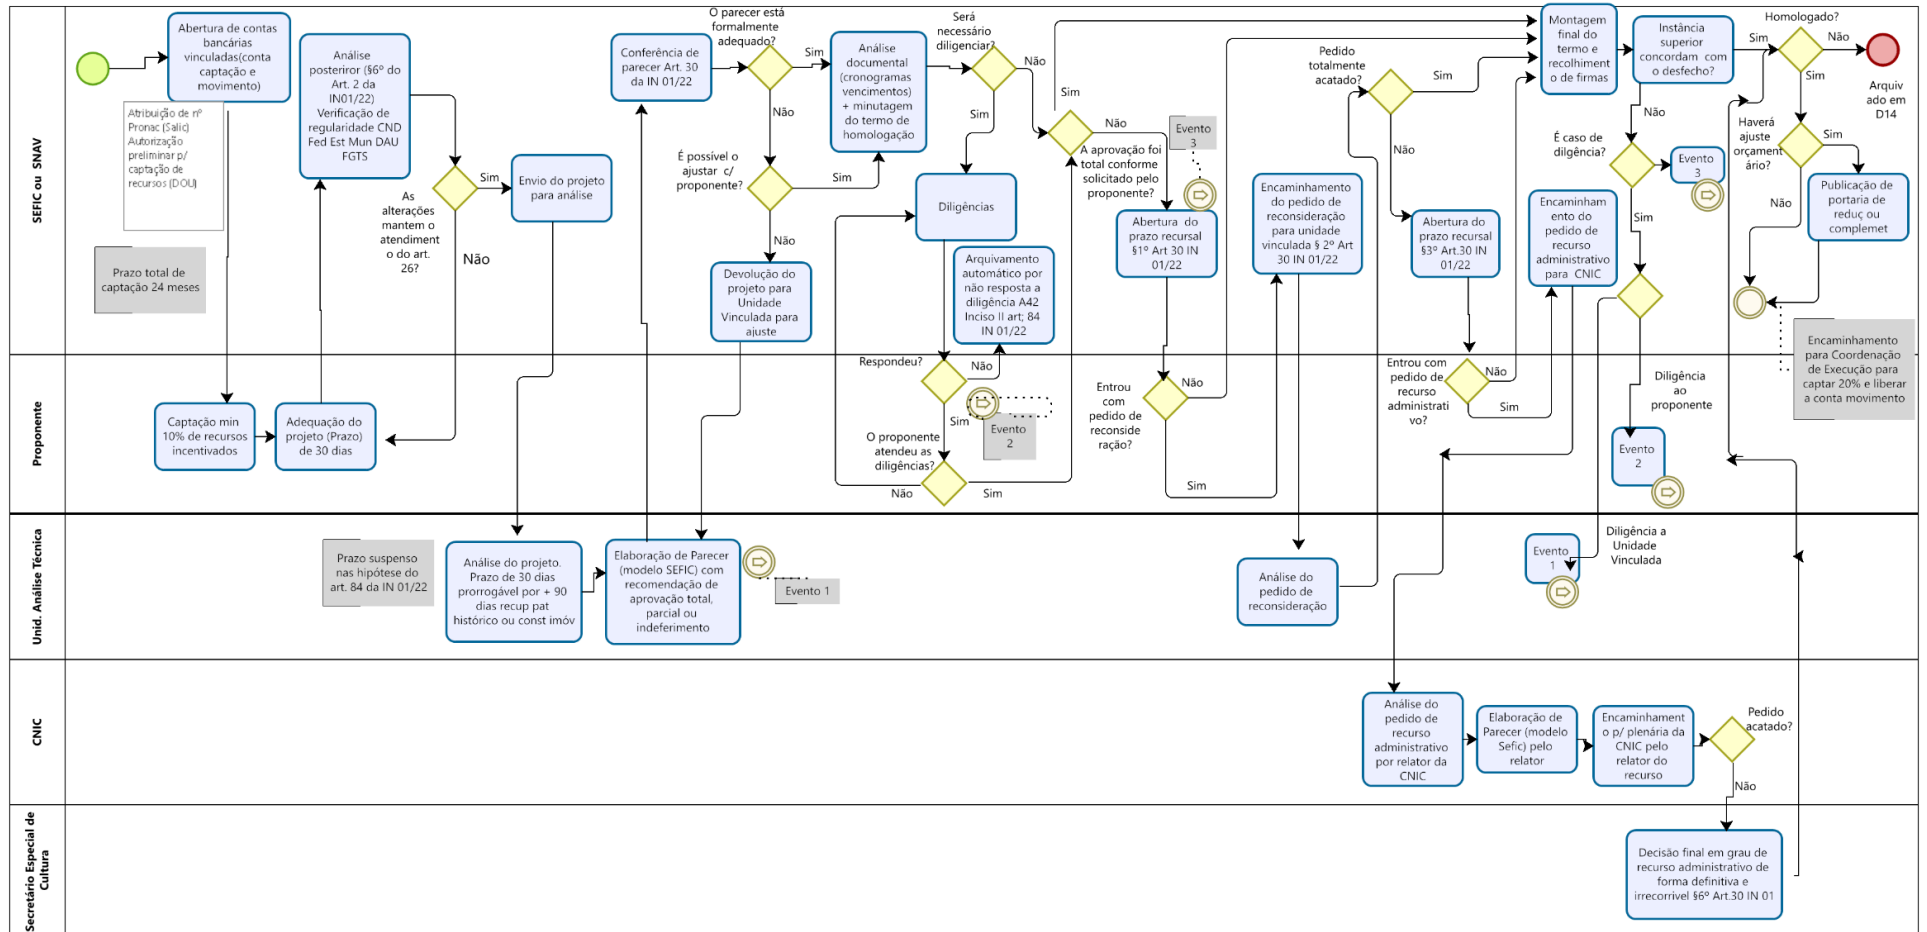 SEFIC ou SNAV
Abertura de contas
bancárias
vinculadas(conta
captação e
movimento)
Atribuição de nº
Pronac (Salic)
Autorização
preliminar p/
captação de
recursos (DOU)
Prazo total de
captação 24 meses
Análise
posteriror (§6º do
Art. 2 da
IN01/22)
Verificação de
regularidade CND
Fed Est Mun DAU
FGTS
As
alterações
mantem o
atendiment
o do art.
26?
Sim
Não
Envio do projeto
para análise
Conferência de
parecer Art. 30
da IN 01/22
O parecer está
formalmente
adequado?
Sim
Não
É possível o
ajustar c/
proponente?
Sim
Não
Devolução do
projeto para
Unidade
Vinculada para
ajuste
Análise
documental
(cronogramas
vencimentos)
+ minutagem
do termo de
homologação
Será
necessário
diligenciar?
Não
Sim
Diligências
Arquivamento
automático por
não resposta a
diligência A42
Inciso II art; 84
IN 01/22
Sim
Não
A aprovação foi
total conforme
solicitado pelo
proponente?
Evento
3
Abertura do
prazo recursal
§1º Art 30 IN
01/22
Encaminhamento
do pedido de
reconsideração
para unidade
vinculada § 2º Art
30 IN 01/22
Pedido
totalmente
acatado?
Sim
Não
Abertura do
prazo recursal
§3º Art.30 IN
01/22
Montagem
final do
termo e
recolhiment
o de firmas
Instância
superior
concordam com
o desfecho?
Sim
Não
É caso de
dilgência?
Evento
3
Sim
Encaminham
ento do
pedido de
recurso
administrativo
para CNIC
Homologado?
Não
Sim
Arquiv
ado em
D14
Haverá
ajuste
orçament
ário?
Sim
Não
Publicação de
portaria de
reduç ou
complemet
Encaminhamento
para Coordenação
de Execução para
captar 20% e liberar
a conta movimento
Proponente
Captação min
10% de recursos
incentivados
Adequação do
projeto (Prazo)
de 30 dias
Respondeu?
Não
Sim
Evento
2
O proponente
atendeu as
diligências?
Não
Sim
Entrou
com
pedido de
reconside
ração?
Não
Sim
Entrou com
pedido de
recurso
administrati
vo?
Não
Sim
Diligência
ao
proponente
Evento
2
Unid. Análise Técnica
Prazo suspenso
nas hipótese do
art. 84 da IN 01/22
Análise do projeto.
Prazo de 30 dias
prorrogável por + 90
dias recup pat
histórico ou const imóv
Elaboração de Parecer
(modelo SEFIC) com
recomendação de
aprovação total,
parcial ou
indeferimento
Evento 1
Análise do
pedido de
reconsideração
Evento
1
Diligência a
Unidade
Vinculada
CNIC
Análise do
pedido de
recurso
administrativo
por relator da
CNIC
Elaboração de
Parecer (modelo
Sefic) pelo
relator
Encaminhament
o p/ plenária da
CNIC pelo
relator do
recurso
Pedido
acatado?
Não
Secretário Especial de
Cultura
Decisão final em grau de
recurso administrativo de
forma definitiva e
irrecorrivel §6º Art.30 IN 01